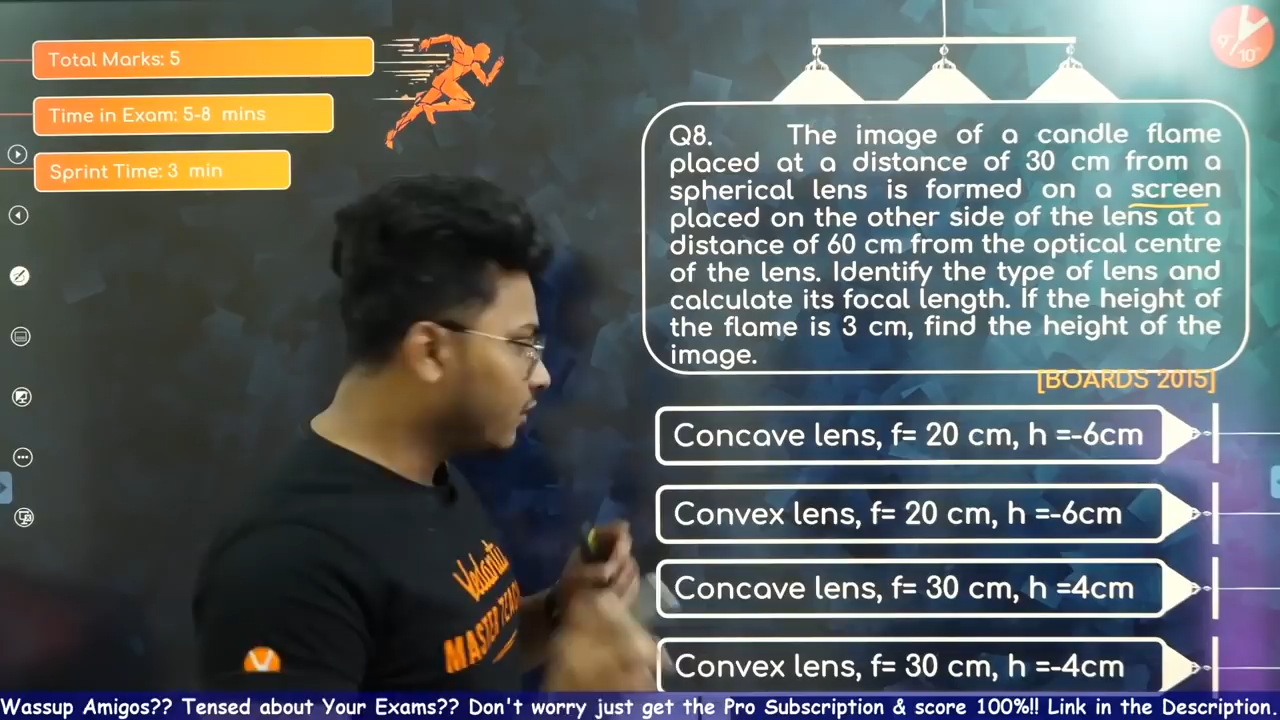 Total Marks: 5
Time in Exam: 5-8 mins
Sprint Time: 3 min
9th
10th
Q8. The image of a candle flame
placed at a distance of 30 cm from a
spherical lens is formed on a screen
placed on the other side of the lens at a
distance of 60 cm from the optical centre
of the lens. Identify the type of lens and
calculate its focal length. If the height of
the flame is 3 cm, find the height of the
image.
[BOARDS 2015]
Concave lens, f= 20 cm, h =-6cm
Convex lens, f= 20 cm, h =-6cm
Concave lens, f= 30 cm, h =4cm
Convex lens, f= 30 cm, h =-4cm
Vedantu
MASTER
Wassup Amigos?? Tensed about Your Exams?? Don't worry just get the Pro Subscription & score 100%!! Link in the Description.